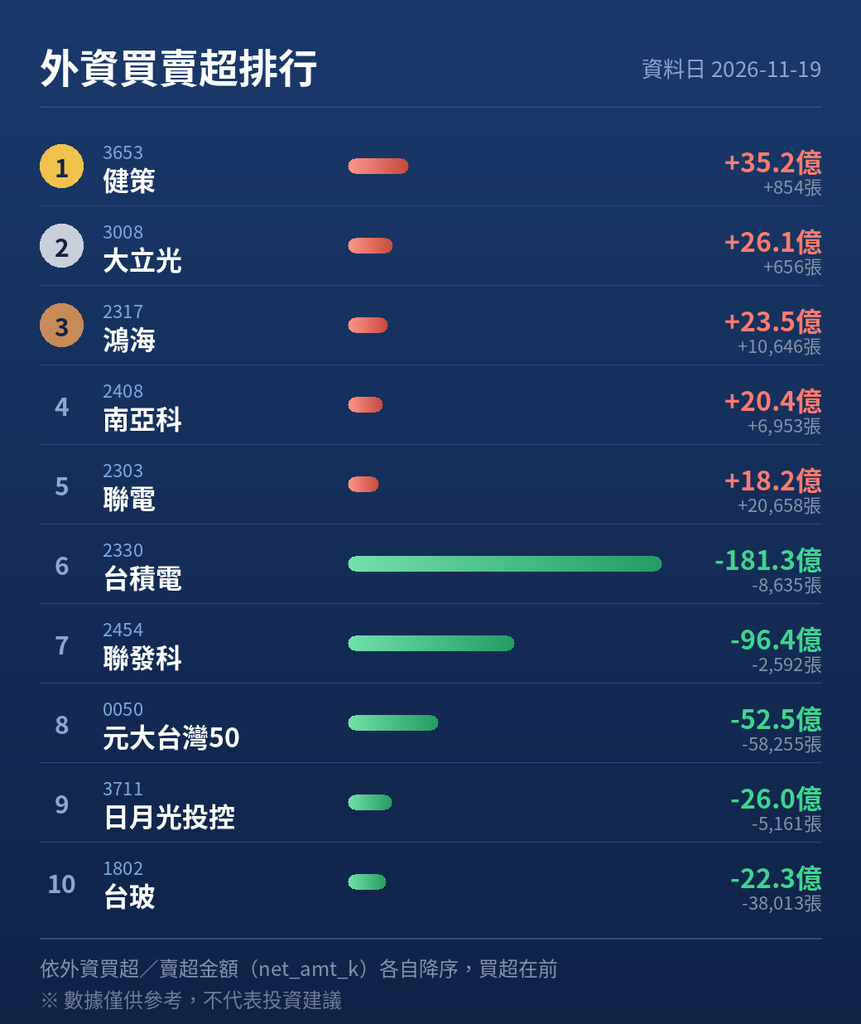 外資買賣超排行
資料日 2026-11-19
1
3653
健策
+35.2億
+854張
2
3008
大立光
+26.1億
+656張
3
2317
鴻海
+23.5億
+10,646張
4
2408
南亞科
+20.4億
+6,953張
5
2303
聯電
+18.2億
+20,658張
6
2330
台積電
-181.3億
-8,635張
7
2454
聯發科
-96.4億
-2,592張
8
0050
元大台灣50
-52.5億
-58,255張
9
3711
日月光投控
-26.0億
-5,161張
10
1802
台玻
-22.3億
-38,013張
依外資買超／賣超金額（net_amt_k）各自降序，買超在前
※ 數據僅供參考，不代表投資建議